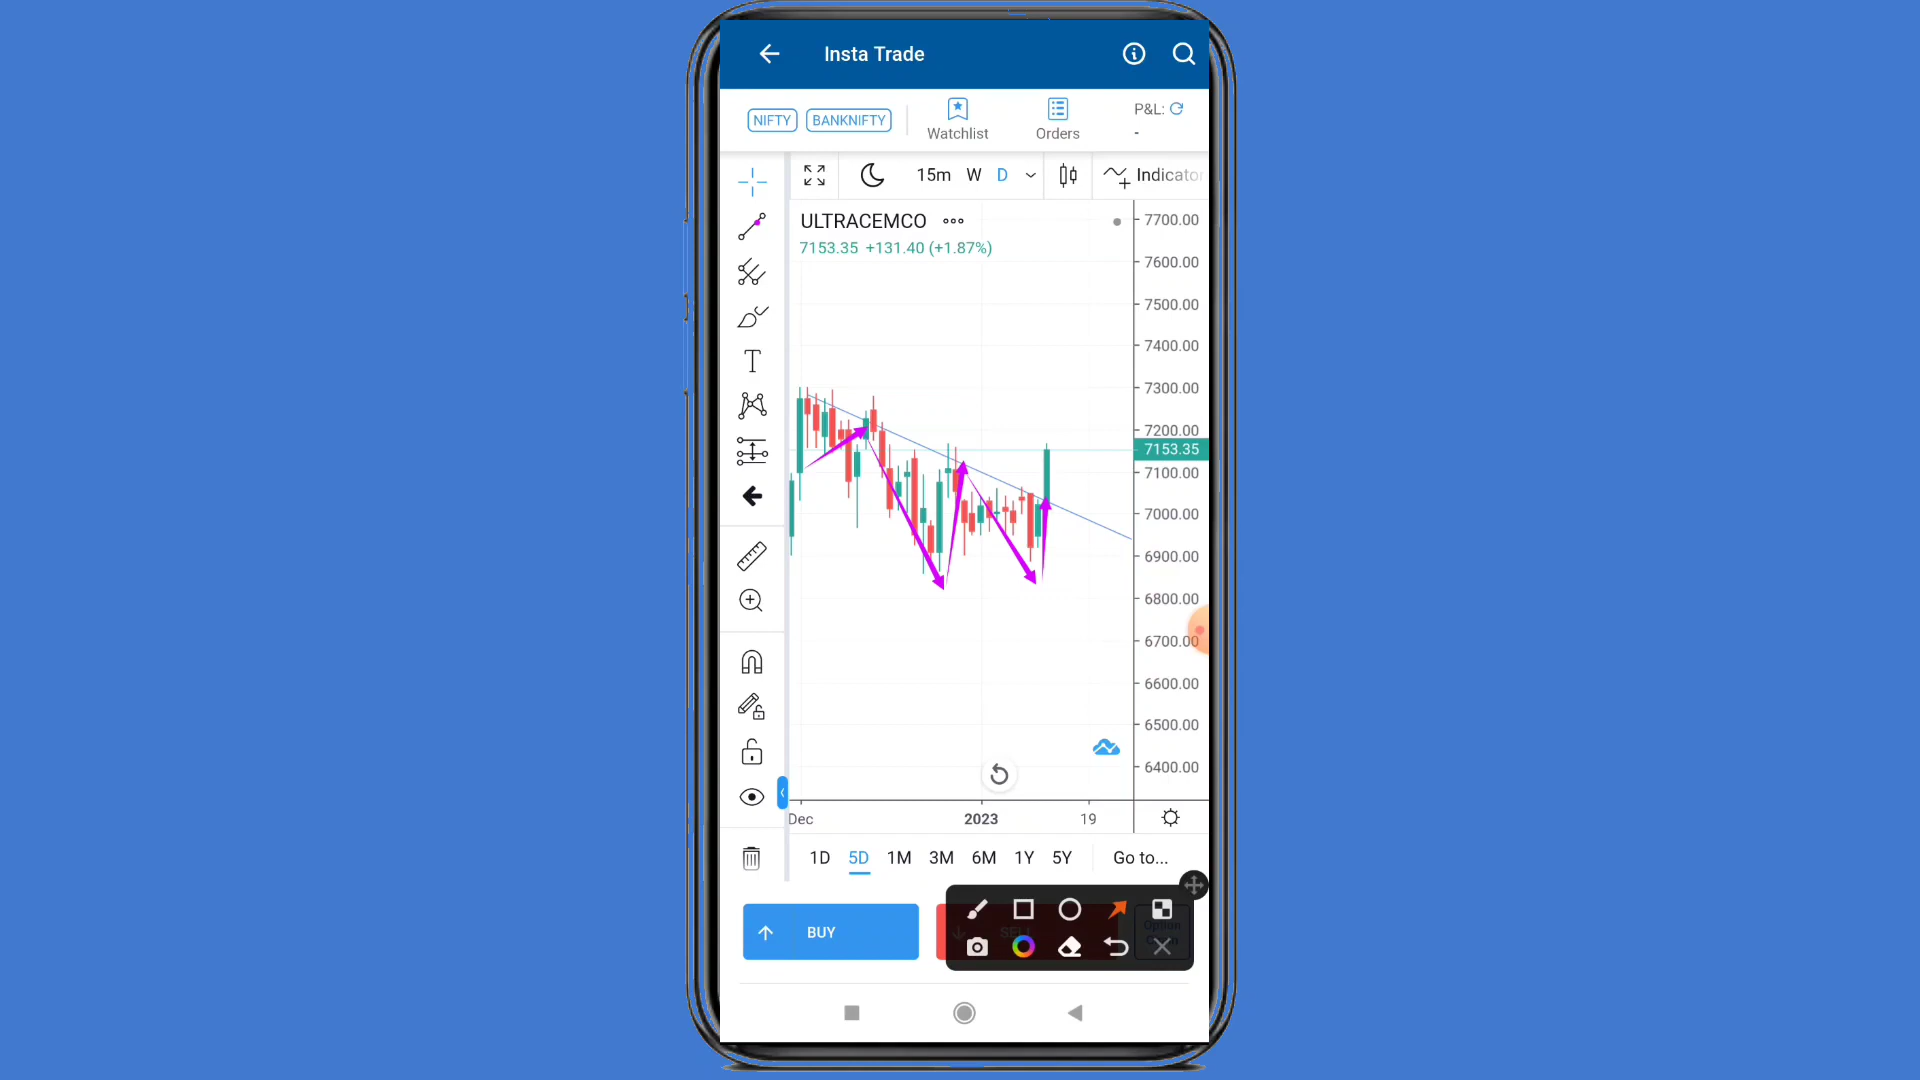 Insta Trade
NIFTY BANKNIFTY Watchlist Orders P&L: -
15m W D Indicator
ULTRACEMCO
7153.35 +131.40 (+1.87%)
7700.00
7600.00
7500.00
7400.00
7300.00
7200.00
7153.35
7100.00
7000.00
6900.00
6800.00
6700.00
6600.00
6500.00
6400.00
Dec 2023 19
1D 5D 1M 3M 6M 1Y 5Y Go to...
BUY SELL Option